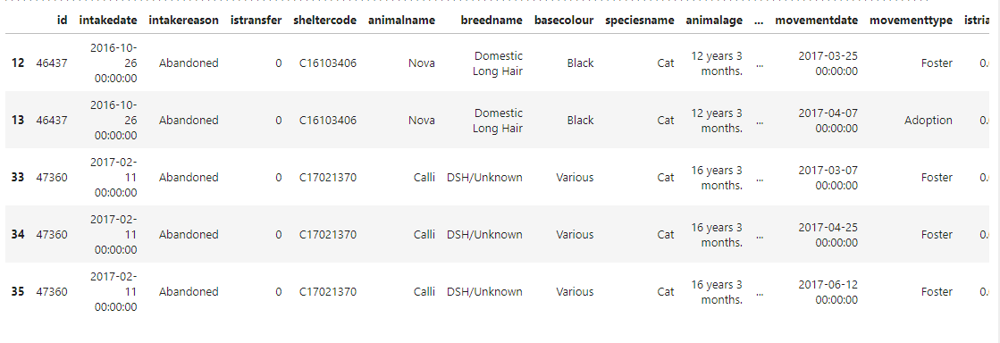 id intakedate intakereason istransfer sheltercode animalname breedname basecolour speciesname animalage ... movementdate movementtype
12 46437 2016-10-26 00:00:00 Abandoned 0 C16103406 Nova Domestic Long Hair Black Cat 12 years 3 months. ... 2017-03-25 00:00:00 Foster
13 46437 2016-10-26 00:00:00 Abandoned 0 C16103406 Nova Domestic Long Hair Black Cat 12 years 3 months. ... 2017-04-07 00:00:00 Adoption
33 47360 2017-02-11 00:00:00 Abandoned 0 C17021370 Calli DSH/Unknown Various Cat 16 years 3 months. ... 2017-03-07 00:00:00 Foster
34 47360 2017-02-11 00:00:00 Abandoned 0 C17021370 Calli DSH/Unknown Various Cat 16 years 3 months. ... 2017-04-25 00:00:00 Foster
35 47360 2017-02-11 00:00:00 Abandoned 0 C17021370 Calli DSH/Unknown Various Cat 16 years 3 months. ... 2017-06-12 00:00:00 Foster